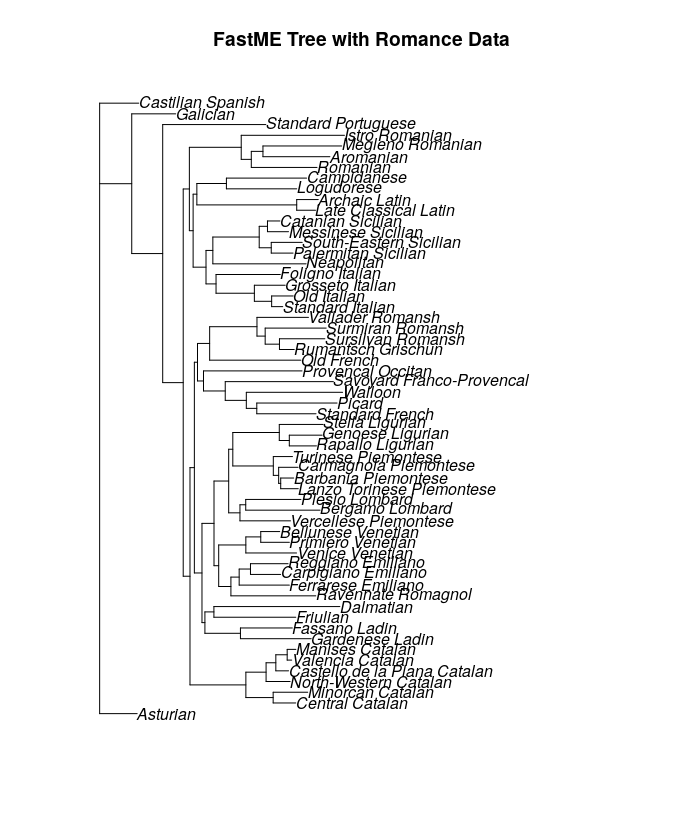 FastME Tree with Romance Data
Castilian Spanish
Galician
Standard Portuguese
Istro Romanian
Megleno Romanian
Aromanian
Romanian
Campidanese
Logudorese
Archaic Latin
Late Classical Latin
Catanian Sicilian
Messinese Sicilian
South-Eastern Sicilian
Palermitan Sicilian
Neapolitan
Foligno Italian
Grosseto Italian
Old Italian
Standard Italian
Vallader Romansh
Surmiran Romansh
Sursilvan Romansh
Rumantsch Grischun
Old French
Provencal Occitan
Savoyard Franco-Provencal
Walloon
Picard
Standard French
Stella Ligurian
Genoese Ligurian
Rapallo Ligurian
Turinese Piemontese
Carmagnola Piemontese
Barbania Piemontese
Lanzo Torinese Piemontese
Plesio Lombard
Bergamo Lombard
Vercellese Piemontese
Bellunese Venetian
Primiero Venetian
Venice Venetian
Reggiano Emiliano
Carpigiano Emiliano
Ferrarese Emiliano
Ravennate Romagnol
Dalmatian
Friulian
Fassano Ladin
Gardenese Ladin
Manises Catalan
Valencia Catalan
Castello de la Plana Catalan
North-Western Catalan
Minorcan Catalan
Central Catalan
Asturian